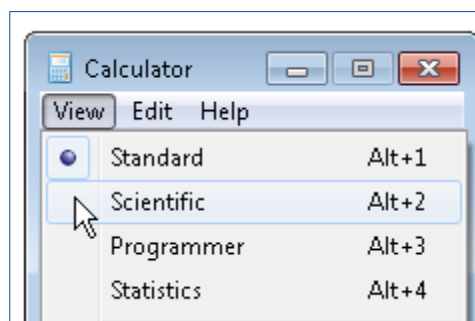 Calculator
View Edit Help
Standard Alt+1
Scientific Alt+2
Programmer Alt+3
Statistics Alt+4